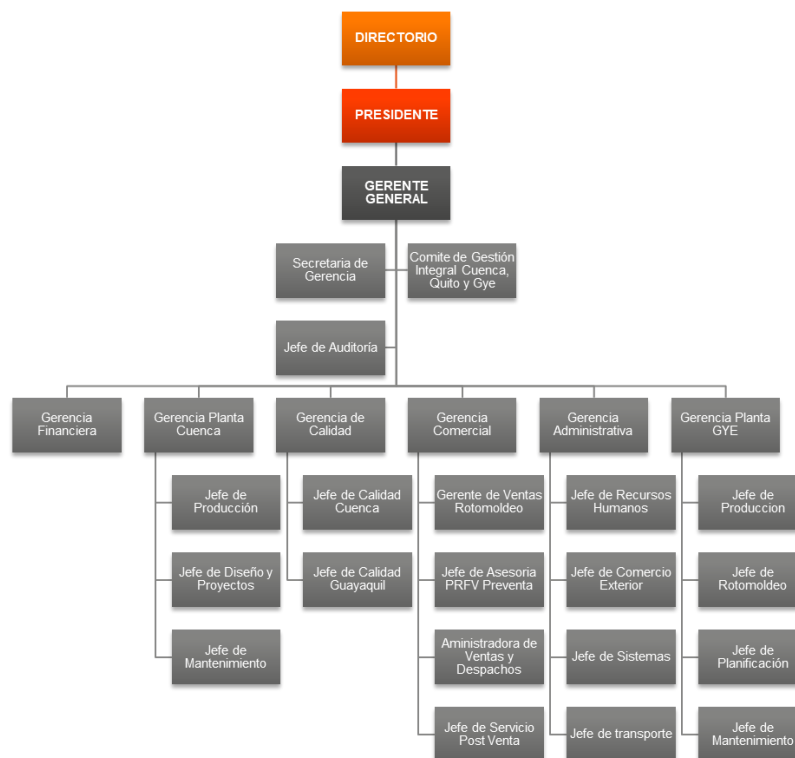 DIRECTORIO
PRESIDENTE
GERENTE
GENERAL
Secretaria de
Gerencia
Comite de Gestión
Integral Cuenca,
Quito y Gye
Jefe de Auditoría
Gerencia
Financiera
Gerencia Planta
Cuenca
Gerencia de
Calidad
Gerencia
Comercial
Gerencia
Administrativa
Gerencia Planta
GYE
Jefe de
Producción
Jefe de Calidad
Cuenca
Gerente de Ventas
Rotomoldeo
Jefe de Recursos
Humanos
Jefe de
Produccion
Jefe de Diseño y
Proyectos
Jefe de Calidad
Guayaquil
Jefe de Asesoria
PRFV Preventa
Jefe de Comercio
Exterior
Jefe de
Rotomoldeo
Jefe de
Mantenimiento
Aministradora de
Ventas y
Despachos
Jefe de Sistemas
Jefe de
Planificación
Jefe de Servicio
Post Venta
Jefe de transporte
Jefe de
Mantenimiento